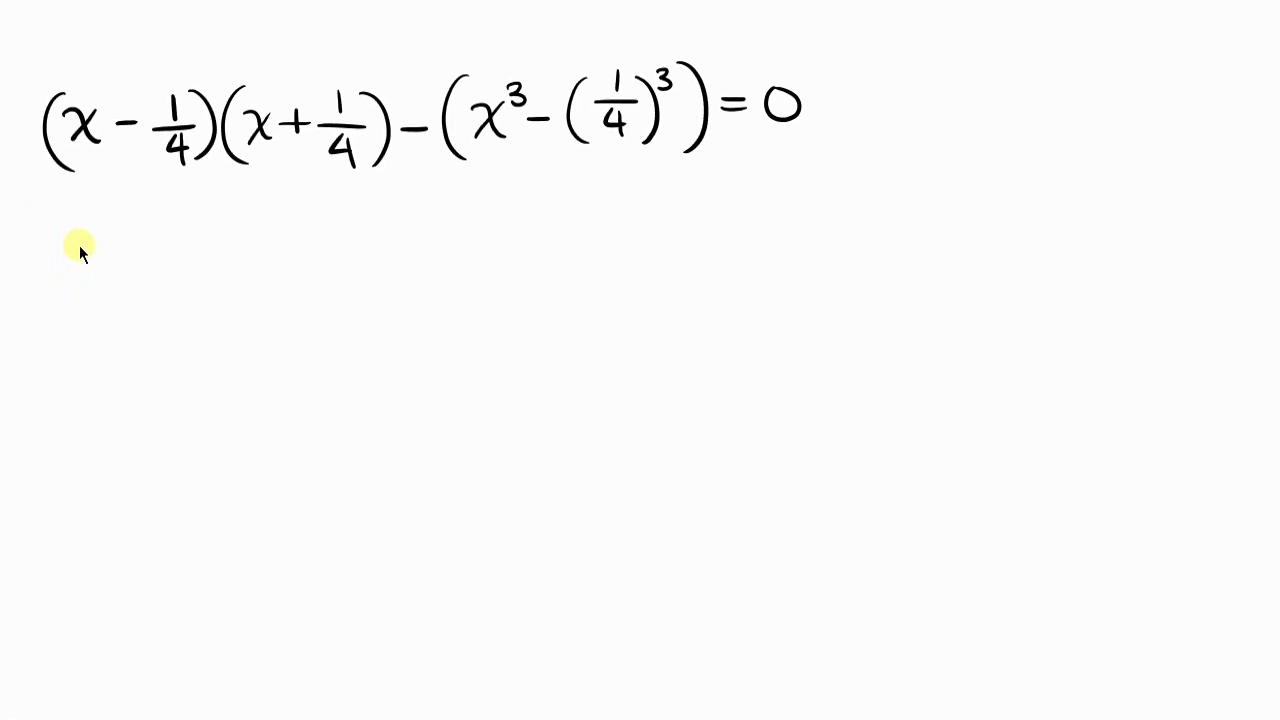 (x - 1/4)(x + 1/4) - (x³ - (1/4)³) = 0